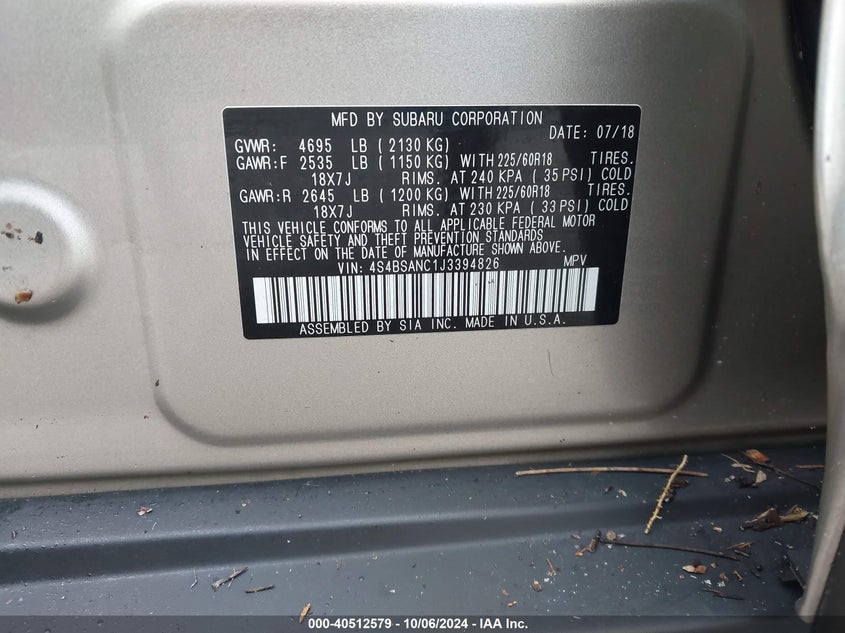 MFD BY SUBARU CORPORATION
DATE: 07/18
GVWR: 4695 LB ( 2130 KG)
GAWR:F 2535 LB ( 1150 KG) WITH 225/60R18 TIRES.
18X7J RIMS. AT 240 KPA ( 35 PSI) COLD
GAWR:R 2645 LB ( 1200 KG) WITH 225/60R18 TIRES.
18X7J RIMS. AT 230 KPA ( 33 PSI) COLD
THIS VEHICLE CONFORMS TO ALL APPLICABLE FEDERAL MOTOR
VEHICLE SAFETY AND THEFT PREVENTION STANDARDS
IN EFFECT ON THE DATE OF MANUFACTURE SHOWN ABOVE.
VIN: 4S4BSANC1J3394826 MPV
ASSEMBLED BY SIA INC. MADE IN U.S.A.
000-40512579 - 10/06/2024 - IAA Inc.